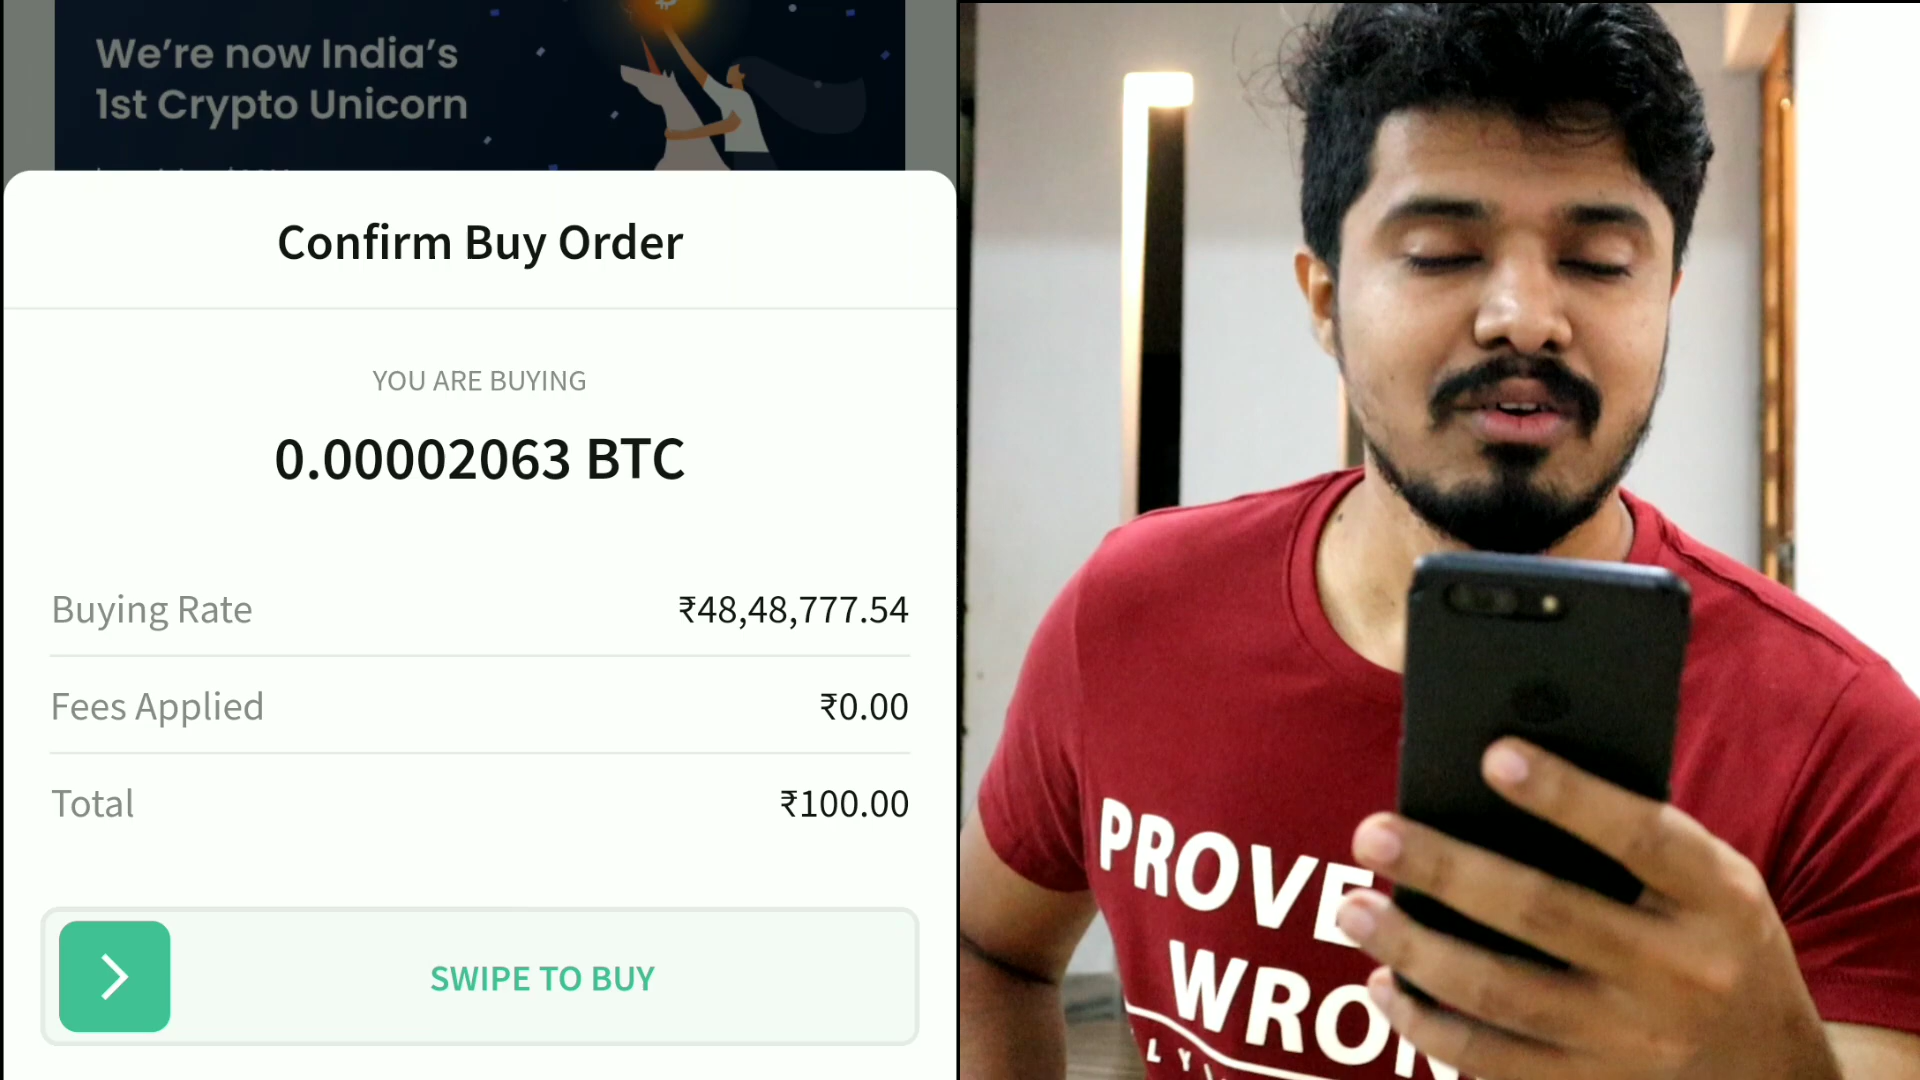 We're now India's
1st Crypto Unicorn
Confirm Buy Order
YOU ARE BUYING
0.00002063 BTC
Buying Rate ₹48,48,777.54
Fees Applied ₹0.00
Total ₹100.00
SWIPE TO BUY
PROVE
WRON